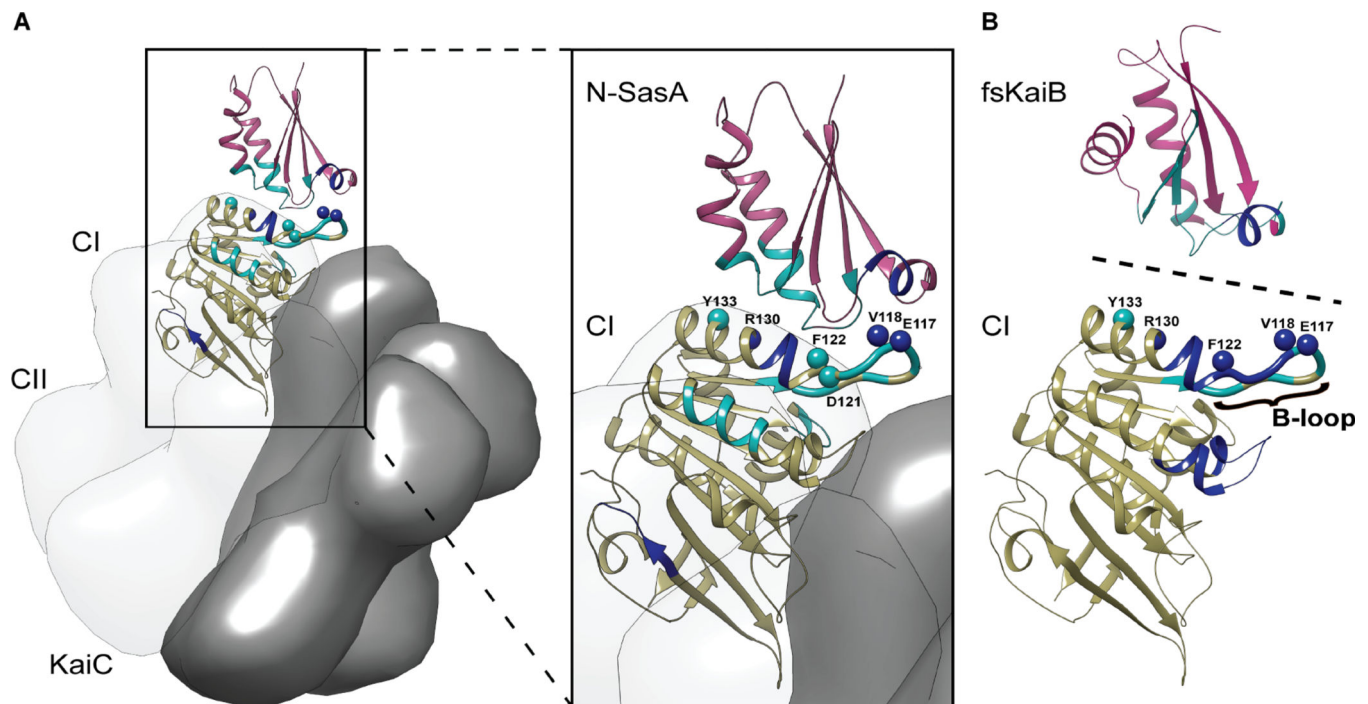 A
B
N-SasA
fsKaiB
CI
CII
KaiC
CI
Y133
R130
V118
E117
F122
D121
CI
Y133
R130
V118
E117
F122
B-loop